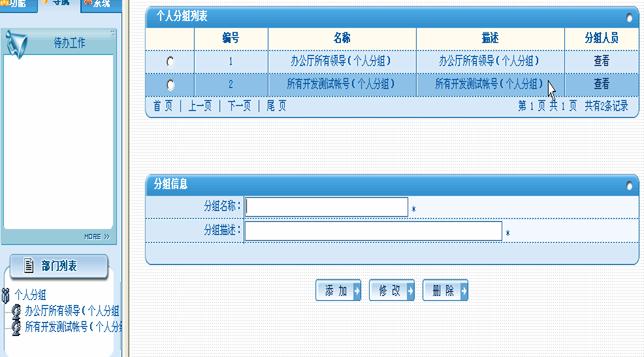 功能 导航 系统
待办工作
MORE >>
部门列表
个人分组
办公厅所有领导(个人分组
所有开发测试帐号(个人分
个人分组列表
编号 名称 描述 分组人员
1 办公厅所有领导(个人分组) 办公厅所有领导(个人分组) 查看
2 所有开发测试帐号(个人分组) 所有开发测试帐号(个人分组) 查看
首 页 | 上一页 | 下一页 | 尾 页 第 1 页 共 1 页 共有2条记录
分组信息
分组名称: *
分组描述: *
添 加 修 改 删 除